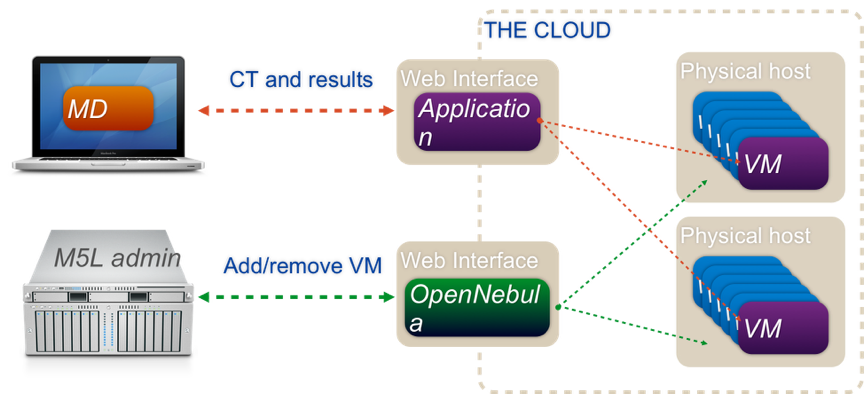 THE CLOUD
MD
CT and results
Web Interface
Applicatio
n
Physical host
VM
M5L admin
Add/remove VM
Web Interface
OpenNebul
a
Physical host
VM